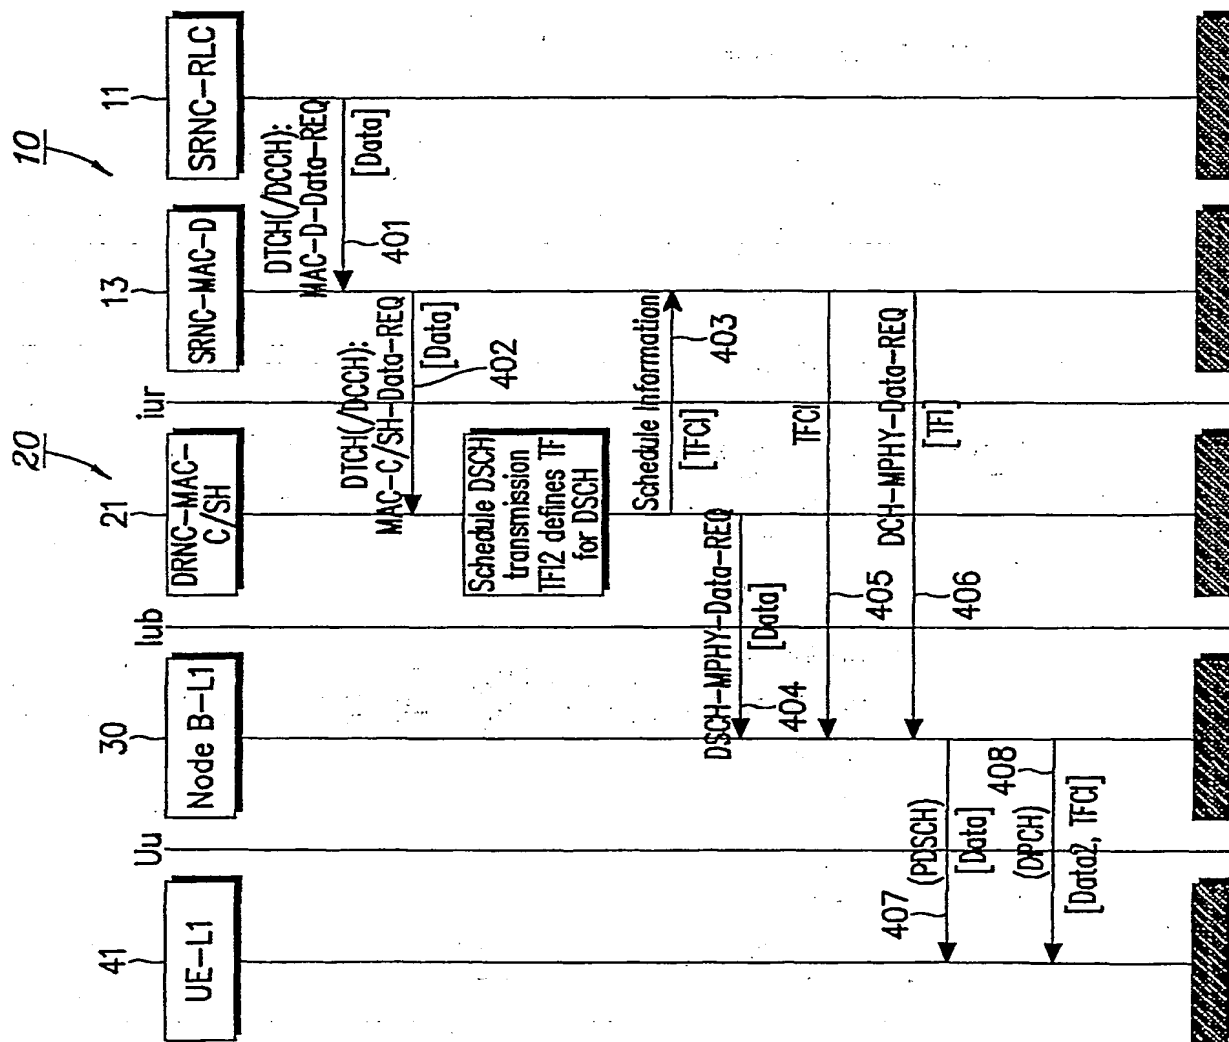 10
20
41
Uu
30
Iub
21
iur
13
11
UE-L1
Node B-L1
DRNC-MAC-
C/SH
SRNC-MAC-D
SRNC-RLC
DTCH(/DCCH):
MAC-D-Data-REQ
401
[Data]
DTCH(/DCCH):
MAC-C/SH-Data-REQ
[Data]
402
Schedule DSCH
transmission
TFI2 defines TF
for DSCH
Schedule Information
[TFCI]
403
DSCH-MPHY-Data-REQ
404
[Data]
TFCI
405
DCH-MPHY-Data-REQ
406
[TFI]
(PDSCH)
407
[Data]
408
(DPCH)
[Data2, TFCI]